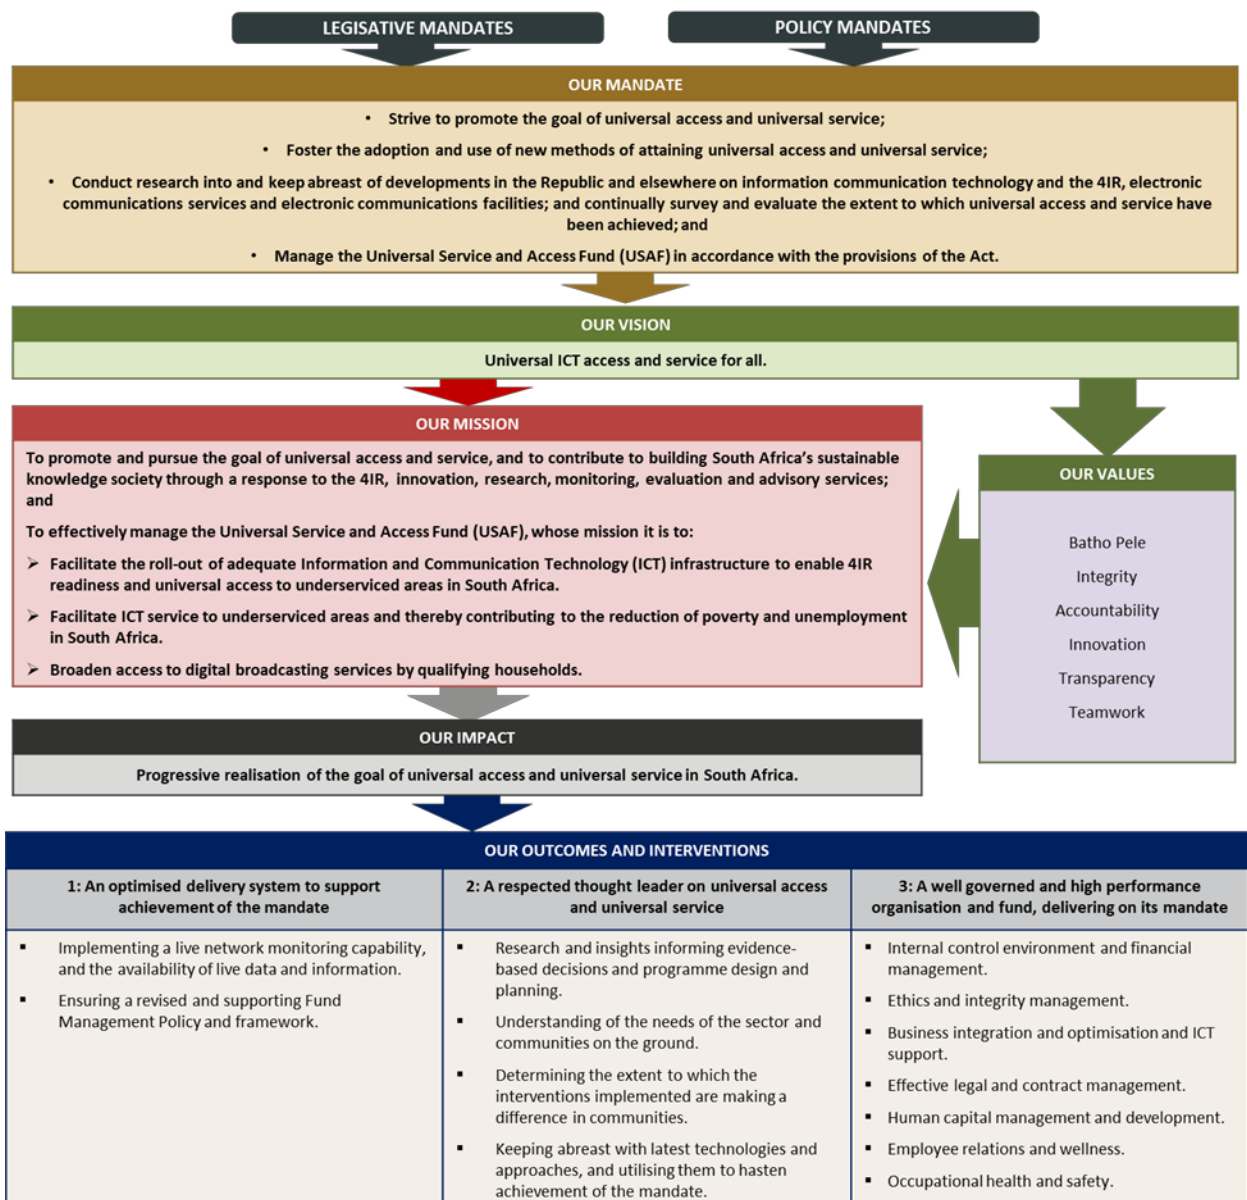 LEGISATIVE MANDATES
POLICY MANDATES
OUR MANDATE
• Strive to promote the goal of universal access and universal service;
• Foster the adoption and use of new methods of attaining universal access and universal service;
• Conduct research into and keep abreast of developments in the Republic and elsewhere on information communication technology and the 4IR, electronic
communications services and electronic communications facilities; and continually survey and evaluate the extent to which universal access and service have
been achieved; and
• Manage the Universal Service and Access Fund (USAF) in accordance with the provisions of the Act.
OUR VISION
Universal ICT access and service for all.
OUR MISSION
To promote and pursue the goal of universal access and service, and to contribute to building South Africa’s sustainable
knowledge society through a response to the 4IR, innovation, research, monitoring, evaluation and advisory services;
and
To effectively manage the Universal Service and Access Fund (USAF), whose mission it is to:
➢ Facilitate the roll-out of adequate Information and Communication Technology (ICT) infrastructure to enable 4IR
readiness and universal access to underserviced areas in South Africa.
➢ Facilitate ICT service to underserviced areas and thereby contributing to the reduction of poverty and unemployment
in South Africa.
➢ Broaden access to digital broadcasting services by qualifying households.
OUR VALUES
Batho Pele
Integrity
Accountability
Innovation
Transparency
Teamwork
OUR IMPACT
Progressive realisation of the goal of universal access and universal service in South Africa.
OUR OUTCOMES AND INTERVENTIONS
1: An optimised delivery system to support
achievement of the mandate
▪ Implementing a live network monitoring capability,
and the availability of live data and information.
▪ Ensuring a revised and supporting Fund
Management Policy and framework.
2: A respected thought leader on universal access
and universal service
▪ Research and insights informing evidence-
based decisions and programme design and
planning.
▪ Understanding of the needs of the sector and
communities on the ground.
▪ Determining the extent to which the
interventions implemented are making a
difference in communities.
▪ Keeping abreast with latest technologies and
approaches, and utilising them to hasten
achievement of the mandate.
3: A well governed and high performance
organisation and fund, delivering on its mandate
▪ Internal control environment and financial
management.
▪ Ethics and integrity management.
▪ Business integration and optimisation and ICT
support.
▪ Effective legal and contract management.
▪ Human capital management and development.
▪ Employee relations and wellness.
▪ Occupational health and safety.